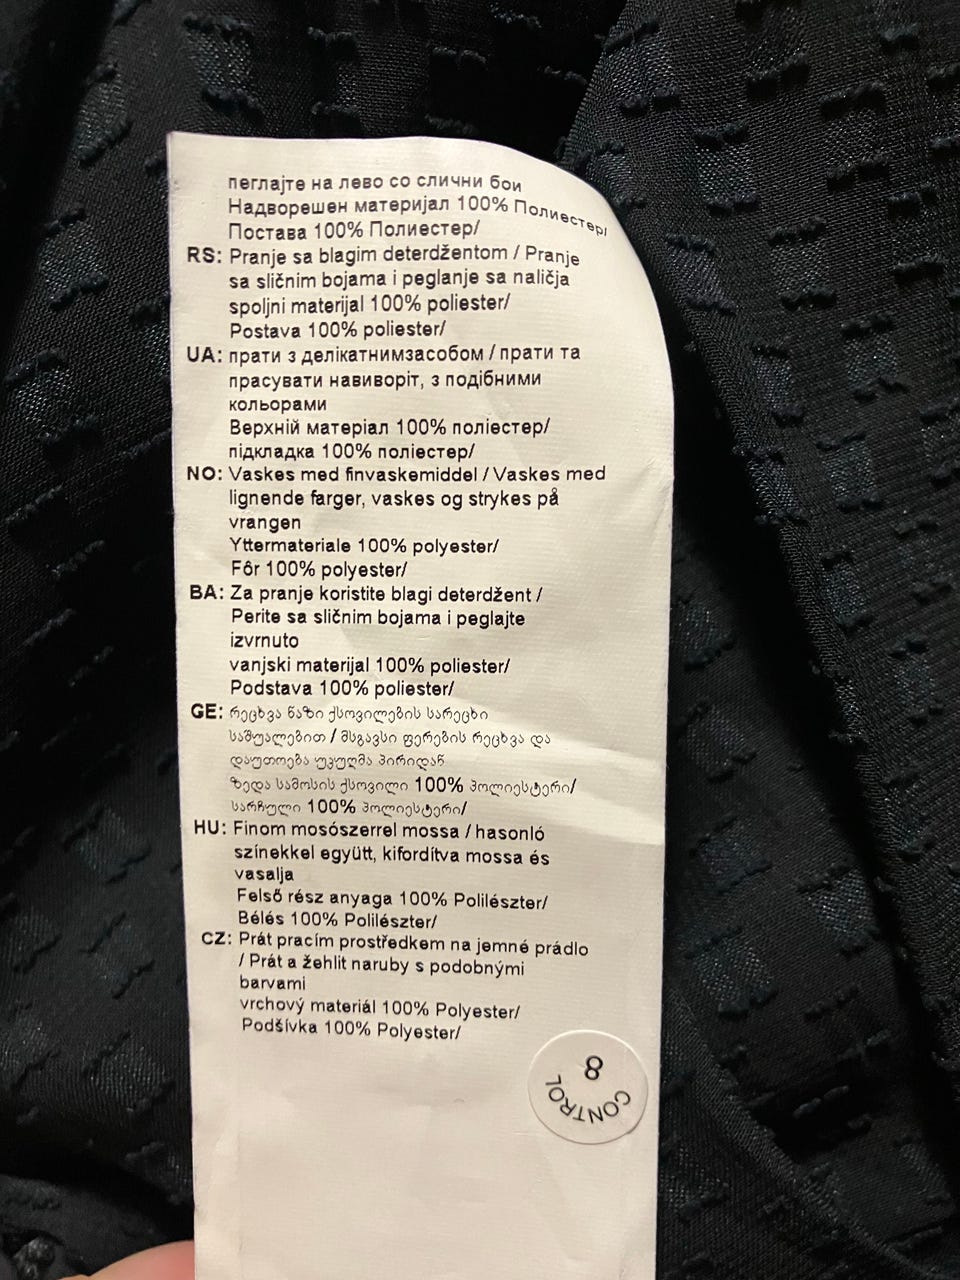 пеглајте на лево со слични бои
Надворешен материјал 100% Полиестер/
Постава 100% Полиестер/
RS: Pranje sa blagim deterdžentom / Pranje
sa sličnim bojama i peglanje sa naličja
spoljni materijal 100% poliester/
Postava 100% poliester/
UA: прати з делікатнимзасобом / прати та
прасувати навиворіт, з подібними
кольорами
Верхній матеріал 100% поліестер/
підкладка 100% поліестер/
NO: Vaskes med finvaskemiddel / Vaskes med
lignende farger, vaskes og strykes på
vrangen
Yttermateriale 100% polyester/
Fôr 100% polyester/
BA: Za pranje koristite blagi deterdžent /
Perite sa sličnim bojama i peglajte
izvrnuto
vanjski materijal 100% poliester/
Podstava 100% poliester/
GE: რეცხვა ნაზი ქსოვილების სარეცხი
საშუალებით / მსგავსი ფერების რეცხვა და
დაუთოება უკუღმა პირიდან
ზედა სამოსის ქსოვილი 100% პოლიესტერი/
სარჩული 100% პოლიესტერი/
HU: Finom mosószerrel mossa / hasonló
színekkel együtt, kifordítva mossa és
vasalja
Felső rész anyaga 100% Polilészter/
Bélés 100% Polilészter/
CZ: Prát pracím prostředkem na jemné prádlo
/ Prát a žehlit naruby s podobnými
barvami
vrchový materiál 100% Polyester/
Podšívka 100% Polyester/
8
CONTROL